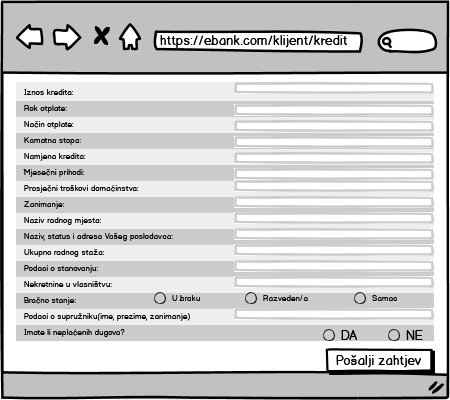 https://ebank.com/klijent/kredit
Iznos kredita:
Rok otplate:
Način otplate:
Kamatna stopa:
Namjena kredita:
Mjesečni prihodi:
Prosječni troškovi domaćinstva:
Zanimanje:
Naziv radnog mjesta:
Naziv, status i adresa Vašeg poslodavca:
Ukupno radnog staža:
Podaci o stanovanju:
Nekretnine u vlasništvu:
Bračno stanje: U braku Razveden/a Samac
Podaci o supružniku(ime, prezime, zanimanje)
Imate li neplaćenih dugova? DA NE
Pošalji zahtjev